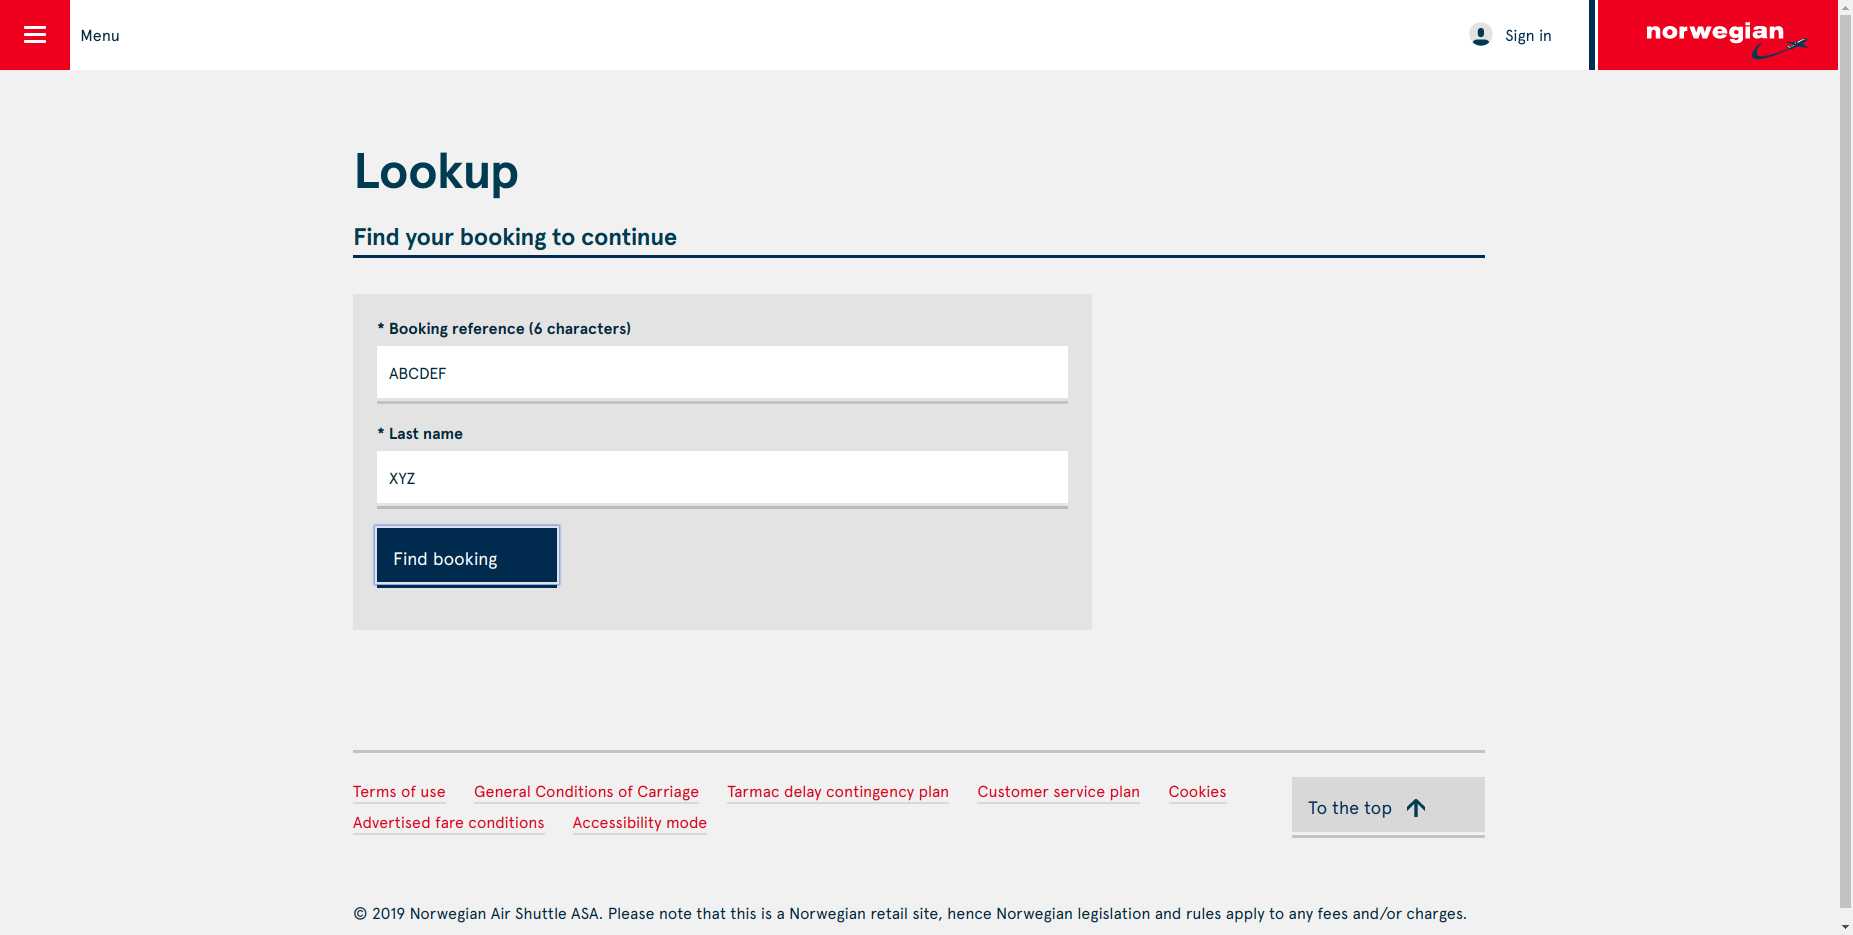 Menu
Sign in
norwegian
Lookup
Find your booking to continue
* Booking reference (6 characters)
ABCDEF
* Last name
XYZ
Find booking
Terms of use General Conditions of Carriage Tarmac delay contingency plan Customer service plan Cookies
Advertised fare conditions Accessibility mode
To the top
© 2019 Norwegian Air Shuttle ASA. Please note that this is a Norwegian retail site, hence Norwegian legislation and rules apply to any fees and/or charges.